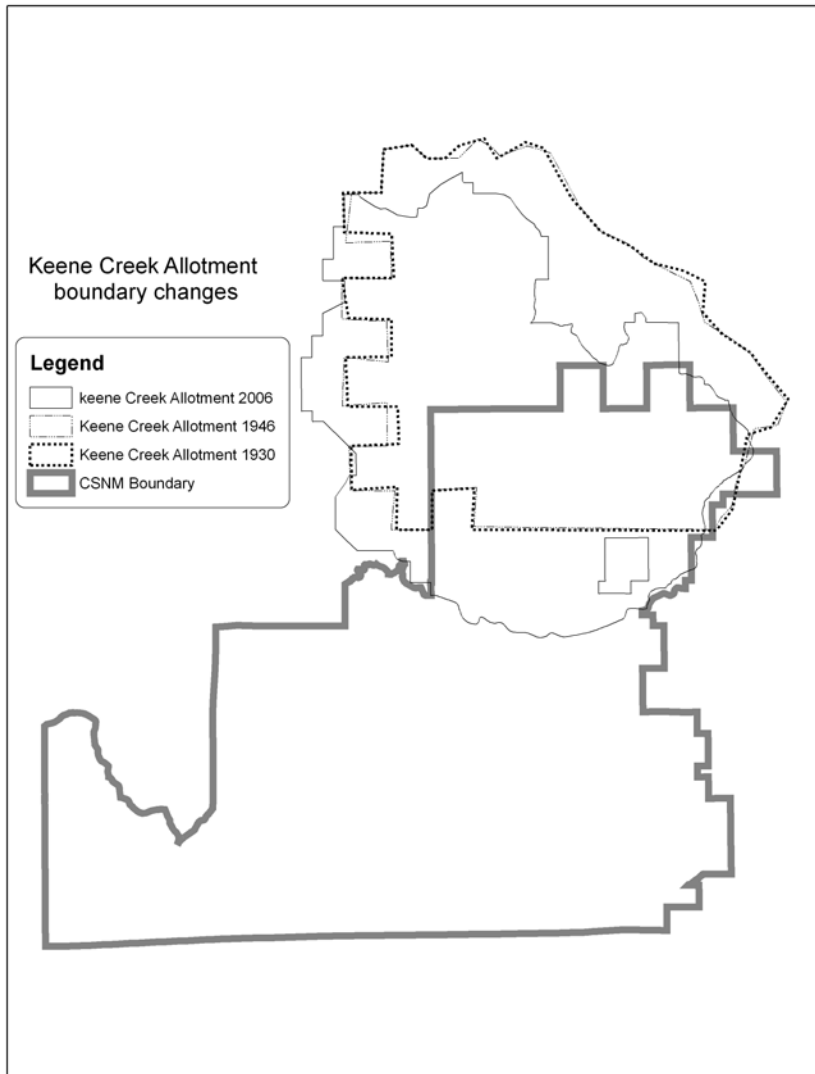 Keene Creek Allotment
boundary changes
Legend
keene Creek Allotment 2006
Keene Creek Allotment 1946
Keene Creek Allotment 1930
CSNM Boundary